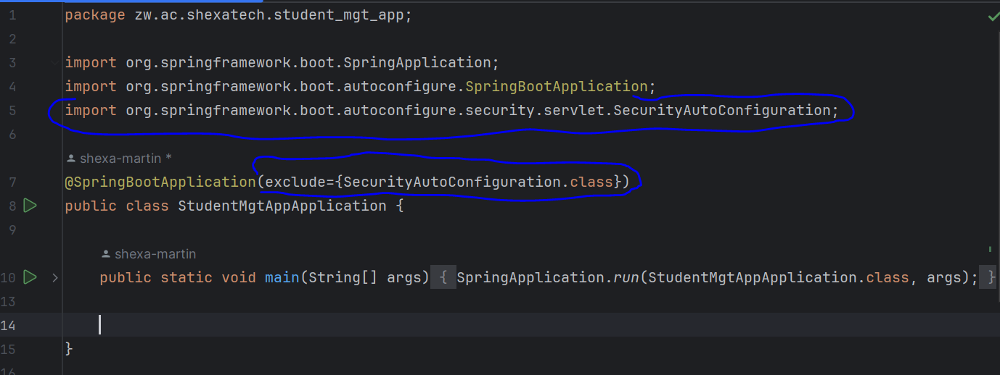 1 package zw.ac.shexatech.student_mgt_app;
2
3 import org.springframework.boot.SpringApplication;
4 import org.springframework.boot.autoconfigure.SpringBootApplication;
5 import org.springframework.boot.autoconfigure.security.servlet.SecurityAutoConfiguration;
6
shexa-martin *
7 @SpringBootApplication(exclude={SecurityAutoConfiguration.class})
8 public class StudentMgtAppApplication {
9
shexa-martin
10 public static void main(String[] args) { SpringApplication.run(StudentMgtAppApplication.class, args); }
13
14
15 }
16